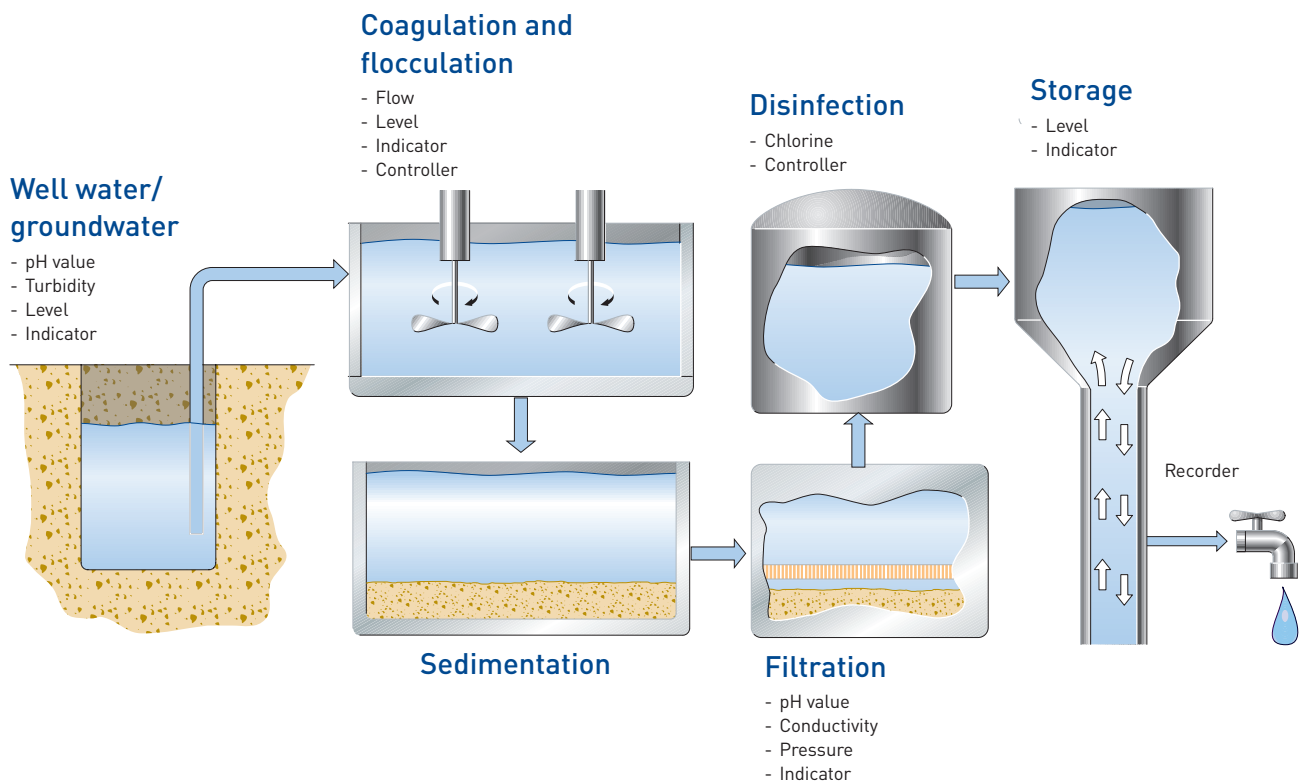 Well water/
groundwater
- pH value
- Turbidity
- Level
- Indicator
Coagulation and
flocculation
- Flow
- Level
- Indicator
- Controller
Sedimentation
Filtration
- pH value
- Conductivity
- Pressure
- Indicator
Disinfection
- Chlorine
- Controller
Storage
- Level
- Indicator
Recorder